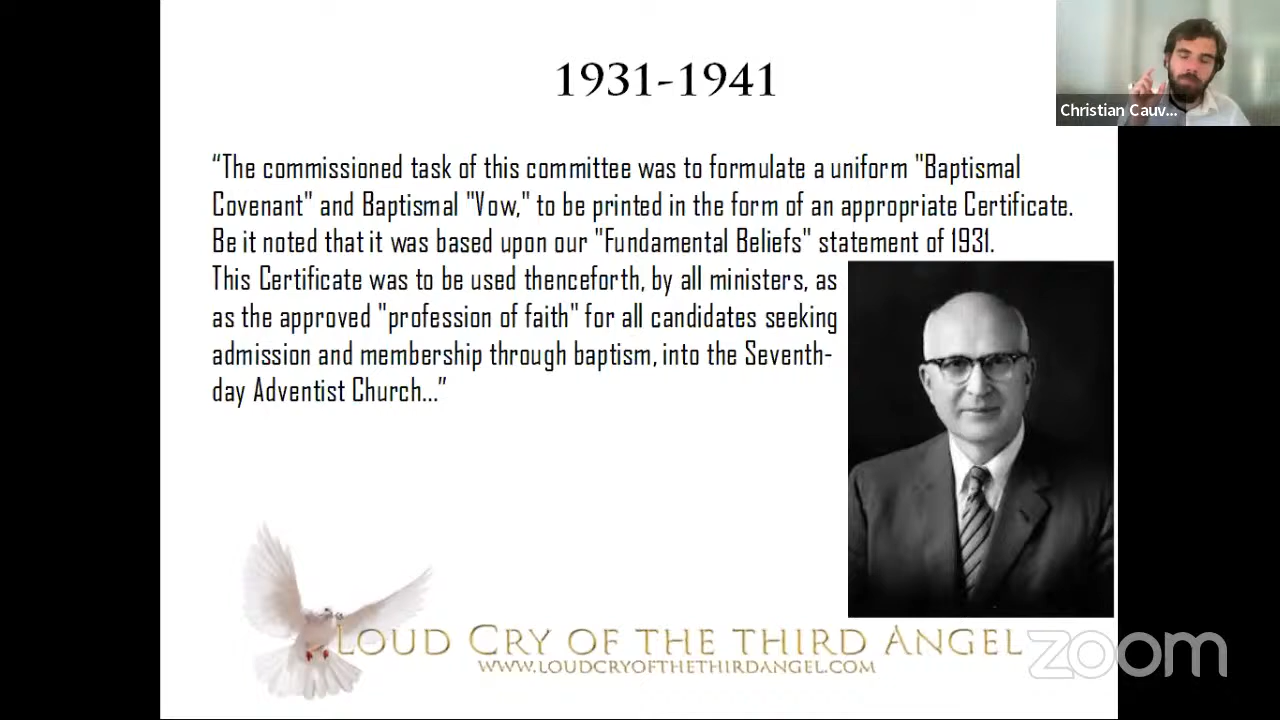 1931-1941
Christian Cauv...
“The commissioned task of this committee was to formulate a uniform "Baptismal
Covenant" and Baptismal "Vow," to be printed in the form of an appropriate Certificate.
Be it noted that it was based upon our "Fundamental Beliefs" statement of 1931.
This Certificate was to be used thenceforth, by all ministers, as
as the approved "profession of faith" for all candidates seeking
admission and membership through baptism, into the Seventh-
day Adventist Church...”
LOUD CRY OF THE THIRD ANGEL
WWW.LOUDCRYOFTHETHIRDANGEL.COM
zoom